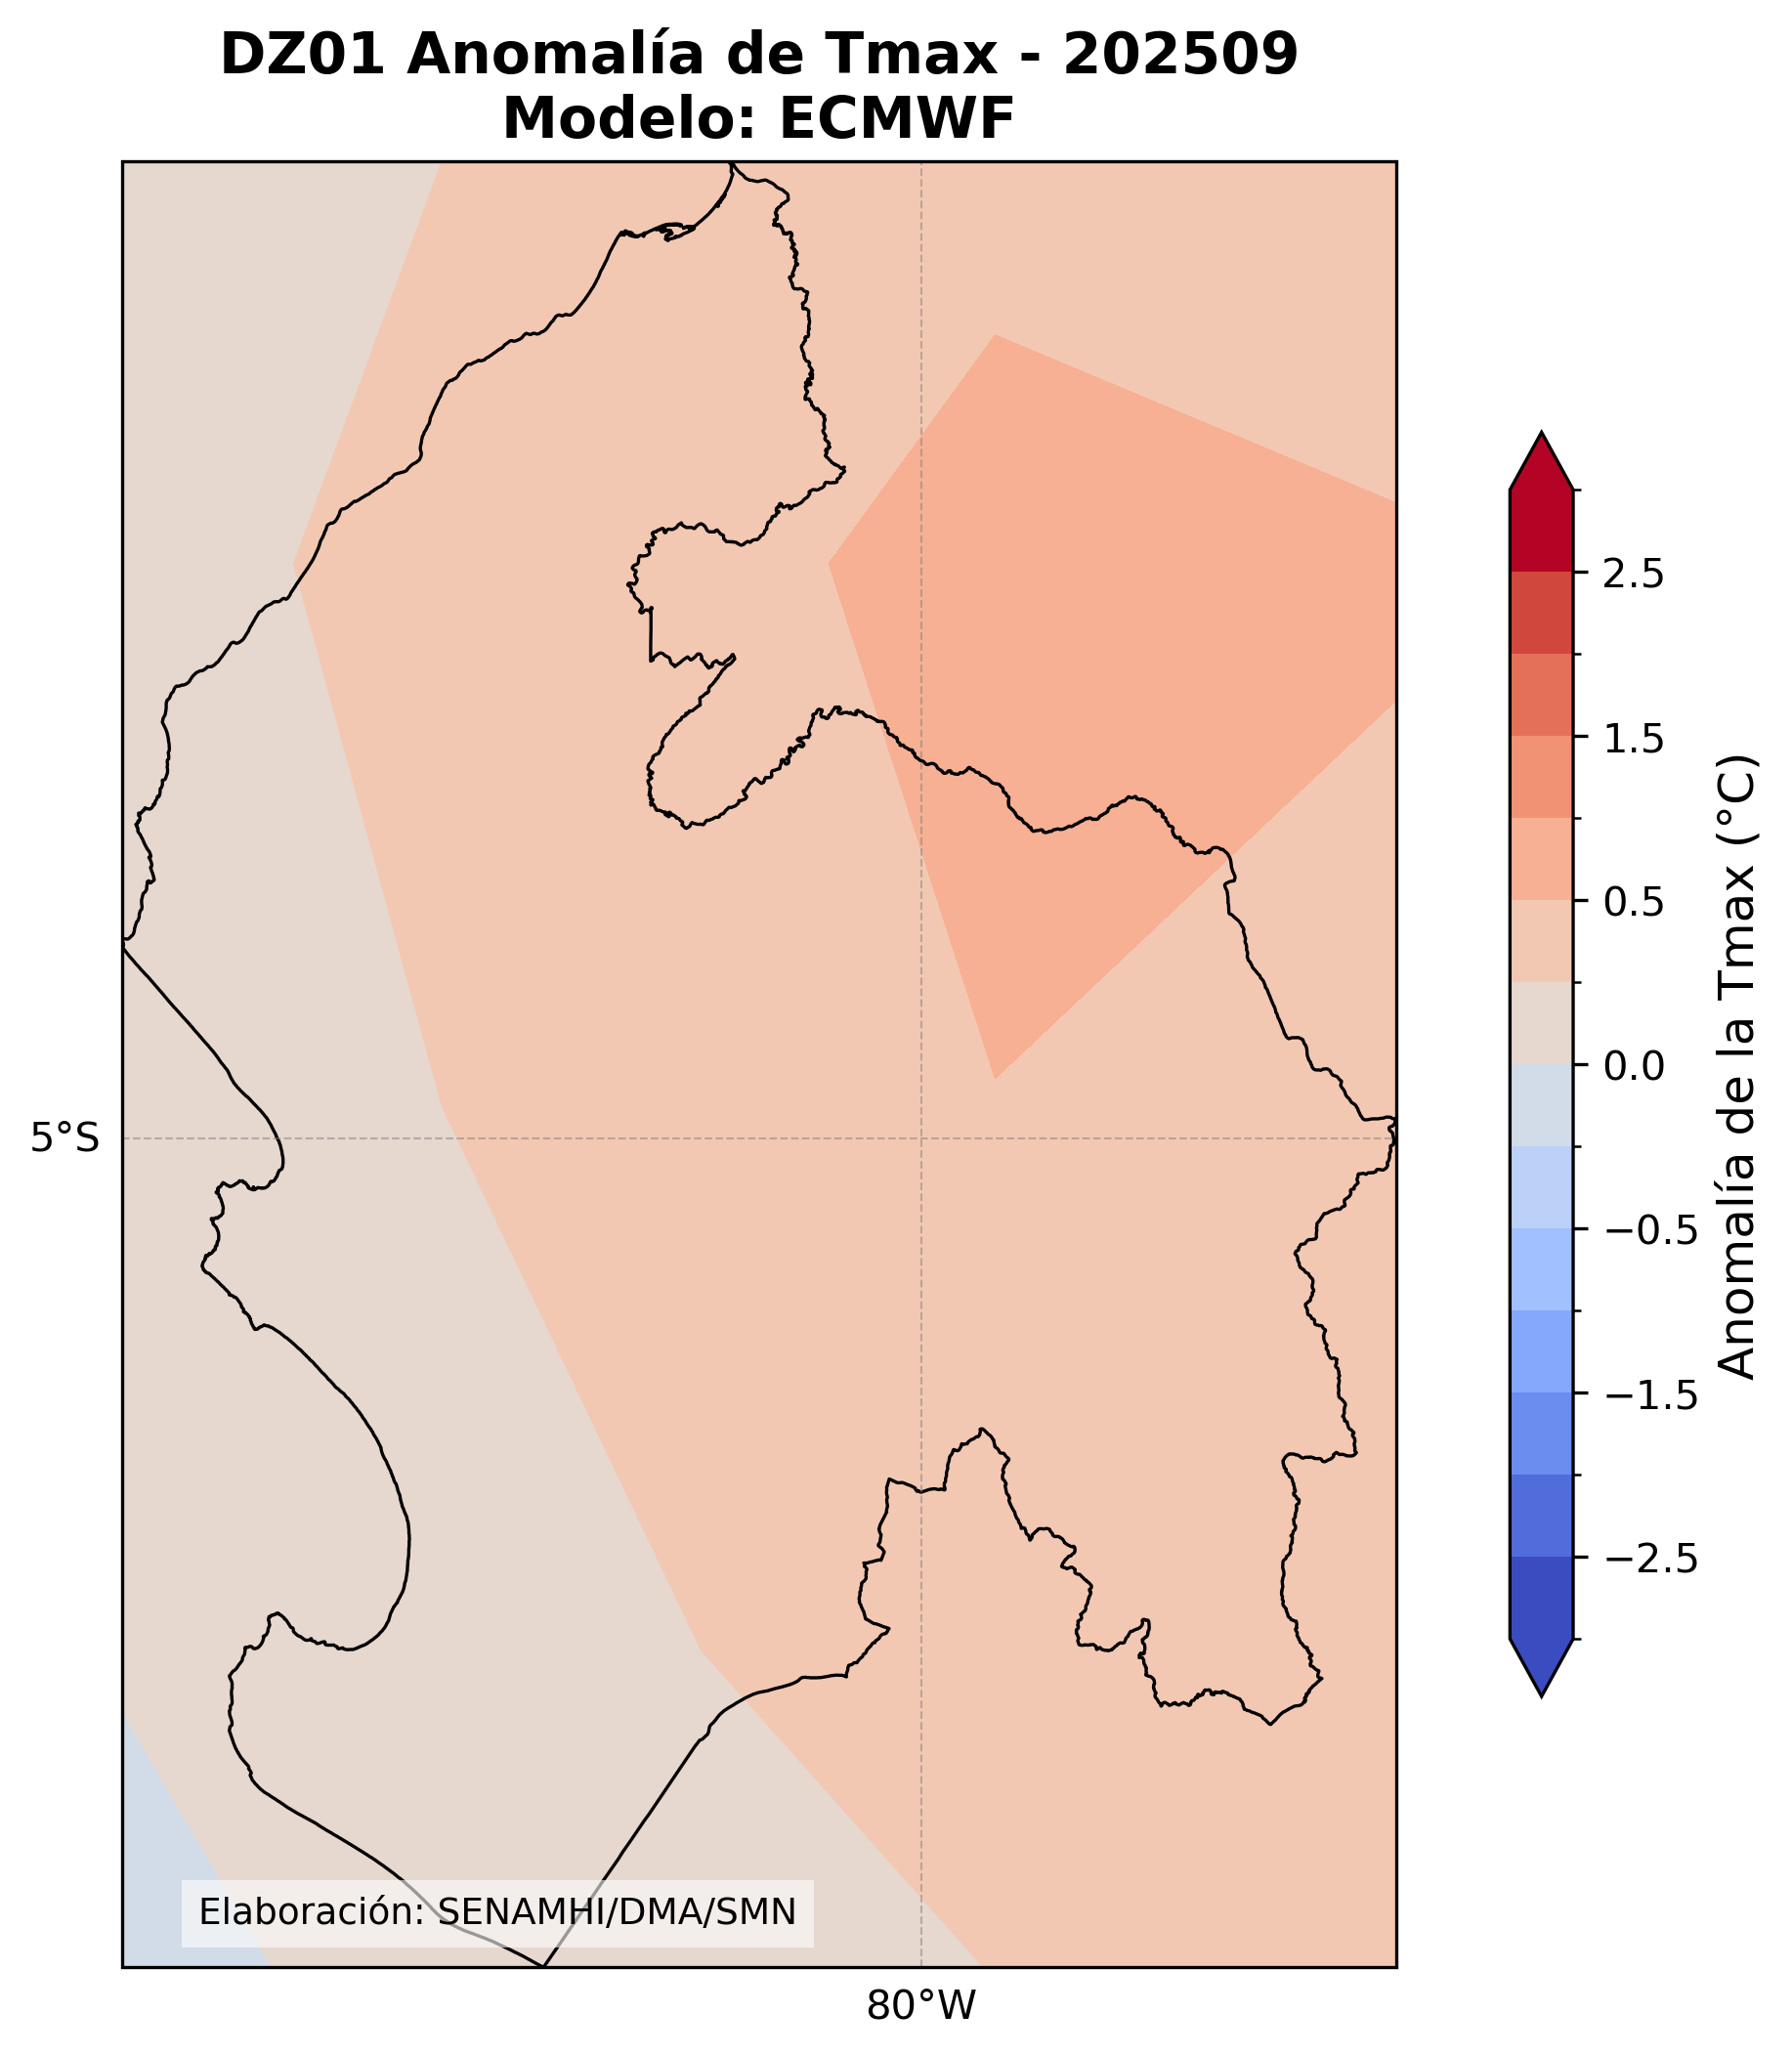 DZ01 Anomalía de Tmax - 202509
Modelo: ECMWF
2.5
1.5
0.5
0.0
−0.5
−1.5
−2.5
Anomalía de la Tmax (°C)
5°S
Elaboración: SENAMHI/DMA/SMN
80°W